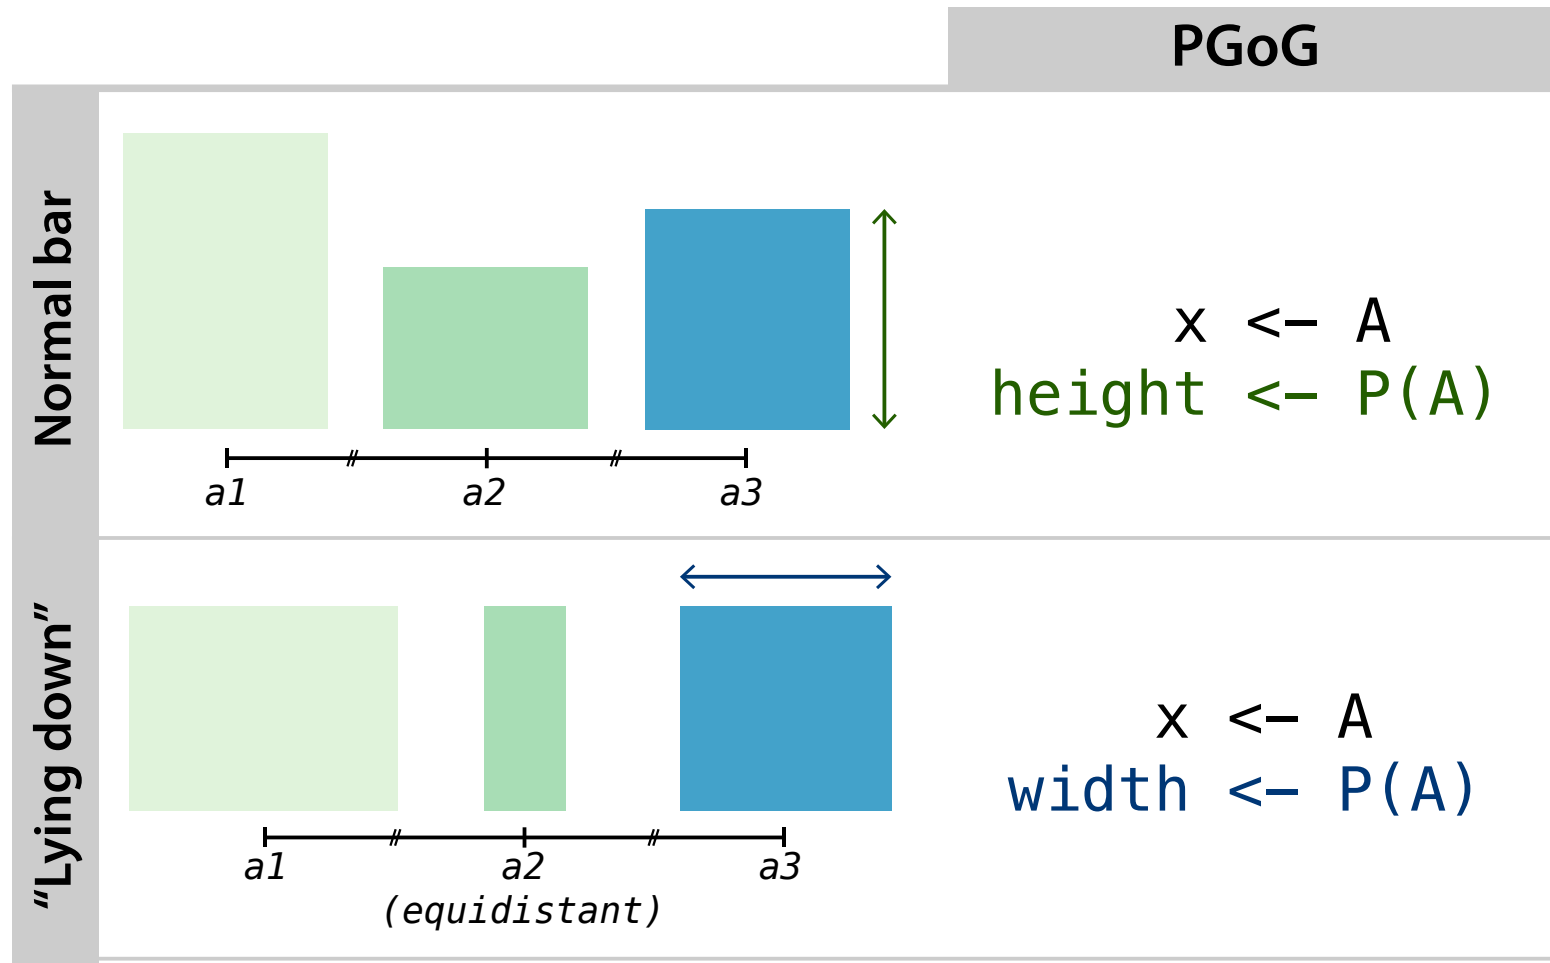 PGoG
Normal bar
x <– A
height <– P(A)
a1 a2 a3
“Lying down”
x <– A
width <– P(A)
a1 a2 a3
(equidistant)